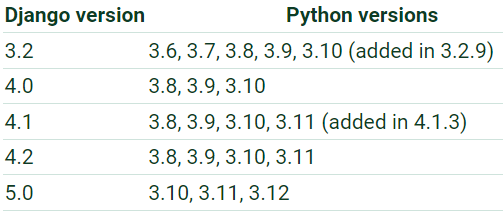 Django version Python versions
3.2 3.6, 3.7, 3.8, 3.9, 3.10 (added in 3.2.9)
4.0 3.8, 3.9, 3.10
4.1 3.8, 3.9, 3.10, 3.11 (added in 4.1.3)
4.2 3.8, 3.9, 3.10, 3.11
5.0 3.10, 3.11, 3.12